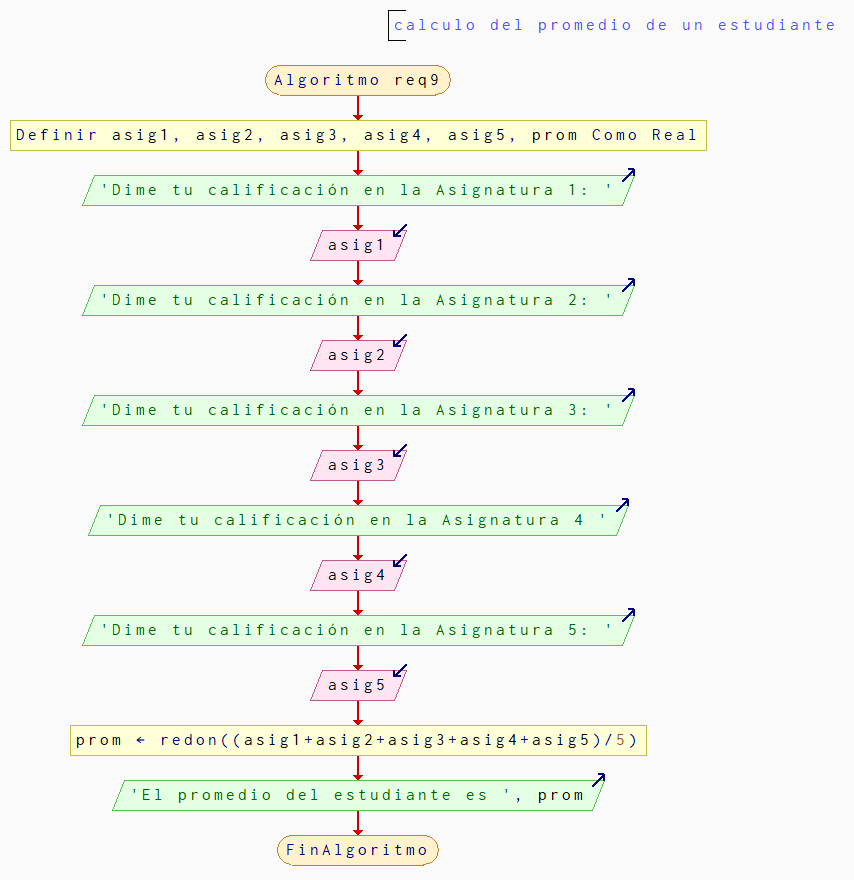 calculo del promedio de un estudiante
Algoritmo req9
Definir asig1, asig2, asig3, asig4, asig5, prom Como Real
'Dime tu calificación en la Asignatura 1: '
asig1
'Dime tu calificación en la Asignatura 2: '
asig2
'Dime tu calificación en la Asignatura 3: '
asig3
'Dime tu calificación en la Asignatura 4 '
asig4
'Dime tu calificación en la Asignatura 5: '
asig5
prom ← redon((asig1+asig2+asig3+asig4+asig5)/5)
'El promedio del estudiante es ', prom
FinAlgoritmo